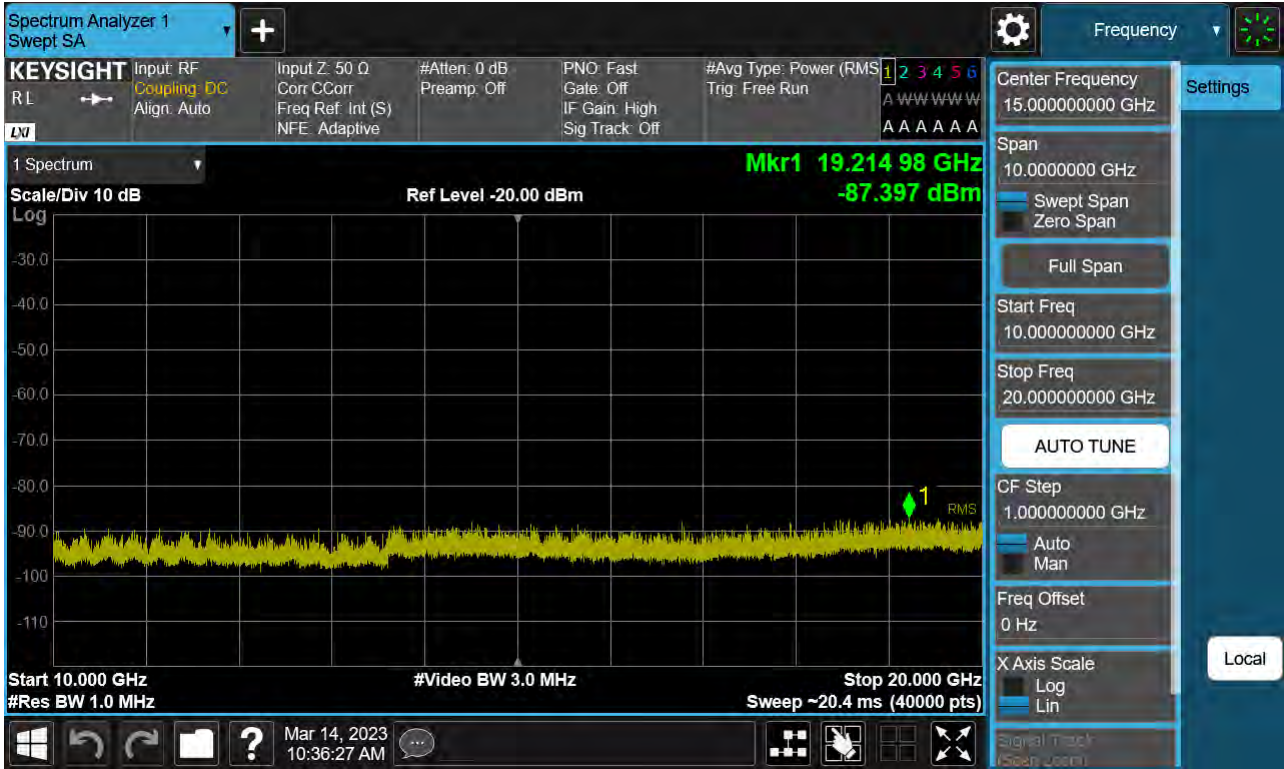 Spectrum Analyzer 1
Swept SA
+
Frequency
KEYSIGHT
R L
LXI
Input: RF
Coupling: DC
Align: Auto
Input Z: 50 Ω
Corr CCorr
Freq Ref: Int (S)
NFE: Adaptive
#Atten: 0 dB
Preamp: Off
PNO: Fast
Gate: Off
IF Gain: High
Sig Track: Off
#Avg Type: Power (RMS
Trig: Free Run
1 2 3 4 5 6
A W W W W W
A A A A A A
1 Spectrum
Scale/Div 10 dB
Log
Ref Level -20.00 dBm
Mkr1 19.214 98 GHz
-87.397 dBm
-30.0
-40.0
-50.0
-60.0
-70.0
-80.0
-90.0
-100
-110
1
RMS
Start 10.000 GHz
#Res BW 1.0 MHz
#Video BW 3.0 MHz
Stop 20.000 GHz
Sweep ~20.4 ms (40000 pts)
Center Frequency
15.000000000 GHz
Span
10.0000000 GHz
Swept Span
Zero Span
Full Span
Start Freq
10.000000000 GHz
Stop Freq
20.000000000 GHz
AUTO TUNE
CF Step
1.000000000 GHz
Auto
Man
Freq Offset
0 Hz
X Axis Scale
Log
Lin
Signal Track
(Span Zoom)
Settings
Local
?
Mar 14, 2023
10:36:27 AM